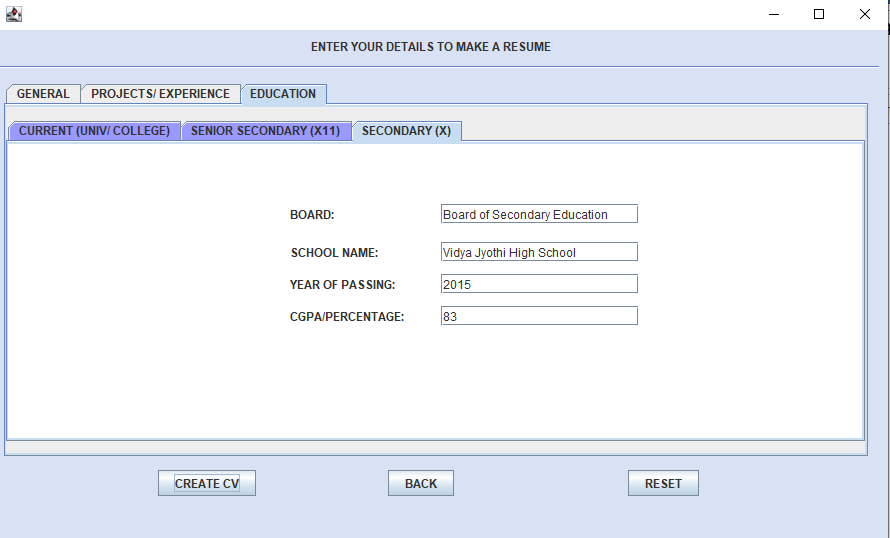 ENTER YOUR DETAILS TO MAKE A RESUME
GENERAL PROJECTS/ EXPERIENCE EDUCATION
CURRENT (UNIV/ COLLEGE) SENIOR SECONDARY (X11) SECONDARY (X)
BOARD: Board of Secondary Education
SCHOOL NAME: Vidya Jyothi High School
YEAR OF PASSING: 2015
CGPA/PERCENTAGE: 83
CREATE CV BACK RESET